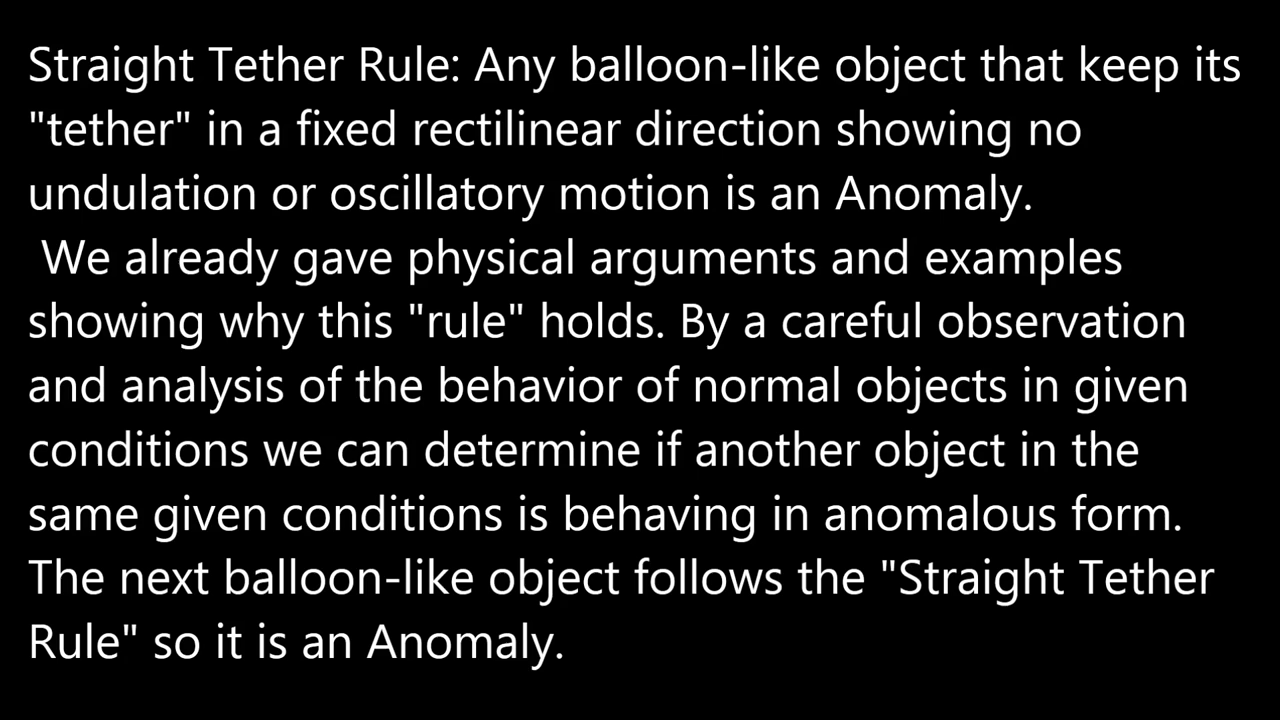 Straight Tether Rule: Any balloon-like object that keep its
"tether" in a fixed rectilinear direction showing no
undulation or oscillatory motion is an Anomaly.
We already gave physical arguments and examples
showing why this "rule" holds. By a careful observation
and analysis of the behavior of normal objects in given
conditions we can determine if another object in the
same given conditions is behaving in anomalous form.
The next balloon-like object follows the "Straight Tether
Rule" so it is an Anomaly.